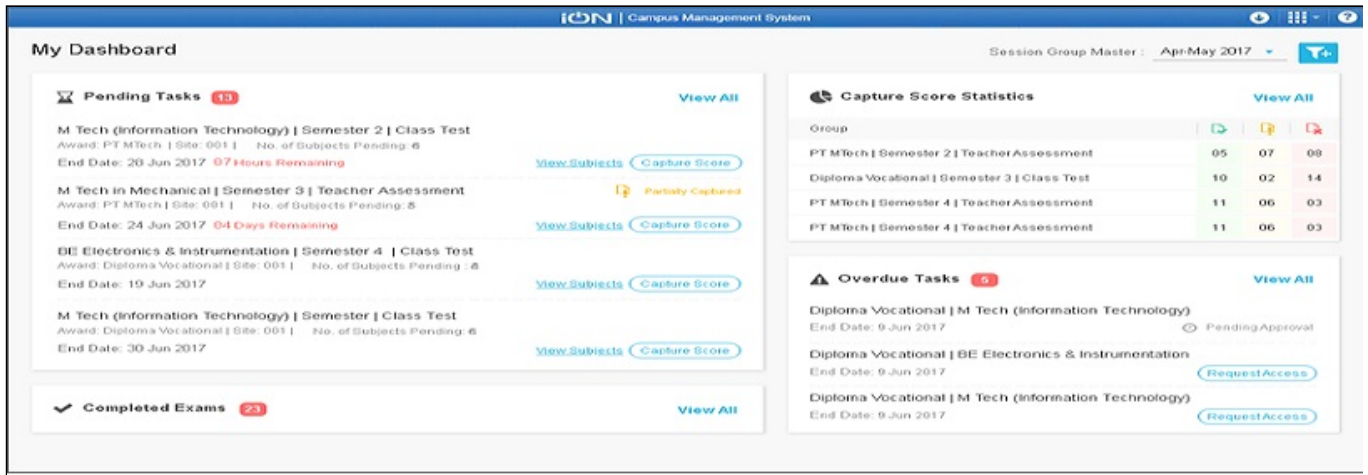 iON | Campus Management System
My Dashboard
Session Group Master : Apr-May 2017
Pending Tasks 13 View All
M Tech (Information Technology) | Semester 2 | Class Test
Award: PT MTech | Site: 001 | No. of Subjects Pending: 6
End Date: 20 Jun 2017 07 Hours Remaining View Subjects Capture Score
M Tech in Mechanical | Semester 3 | Teacher Assessment Partially Captured
Award: PT MTech | Site: 001 | No. of Subjects Pending: 8
End Date: 24 Jun 2017 04 Days Remaining View Subjects Capture Score
BE Electronics & Instrumentation | Semester 4 | Class Test
Award: Diploma Vocational | Site: 001 | No. of Subjects Pending :
End Date: 19 Jun 2017 View Subjects Capture Score
M Tech (Information Technology) | Semester | Class Test
Award: Diploma Vocational | Site: 001 | No. of Subjects Pending: 6
End Date: 30 Jun 2017 View Subjects Capture Score
Completed Exams 23 View All
Capture Score Statistics View All
Group
PT MTech | Semester 2 | Teacher Assessment 05 07 08
Diploma Vocational | Semester 3 | Class Test 10 02 14
PT MTech | Semester 4 | Teacher Assessment 11 06 03
PT MTech | Semester 4 | Teacher Assessment 11 06 03
Overdue Tasks 5 View All
Diploma Vocational | M Tech (Information Technology)
End Date: 9 Jun 2017 Pending Approval
Diploma Vocational | BE Electronics & Instrumentation
End Date: 9 Jun 2017 Request Access
Diploma Vocational | M Tech (Information Technology)
End Date: 9 Jun 2017 Request Access